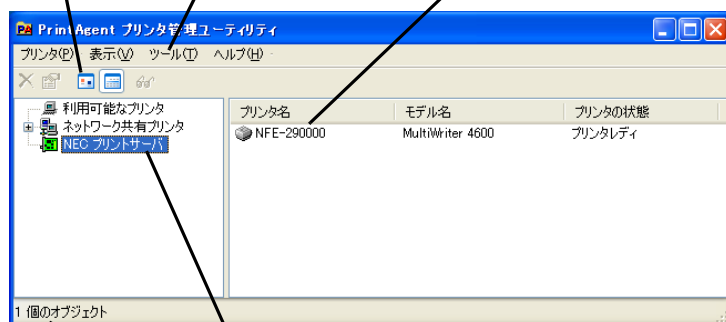 PrintAgent プリンタ管理ユーティリティ
プリンタ(P) 表示(V) ツール(T) ヘルプ(H)
利用可能なプリンタ
ネットワーク共有プリンタ
NEC プリントサーバ
プリンタ名 モデル名 プリンタの状態
NFE-290000 MultiWriter 4600 プリンタレディ
1 個のオブジェクト